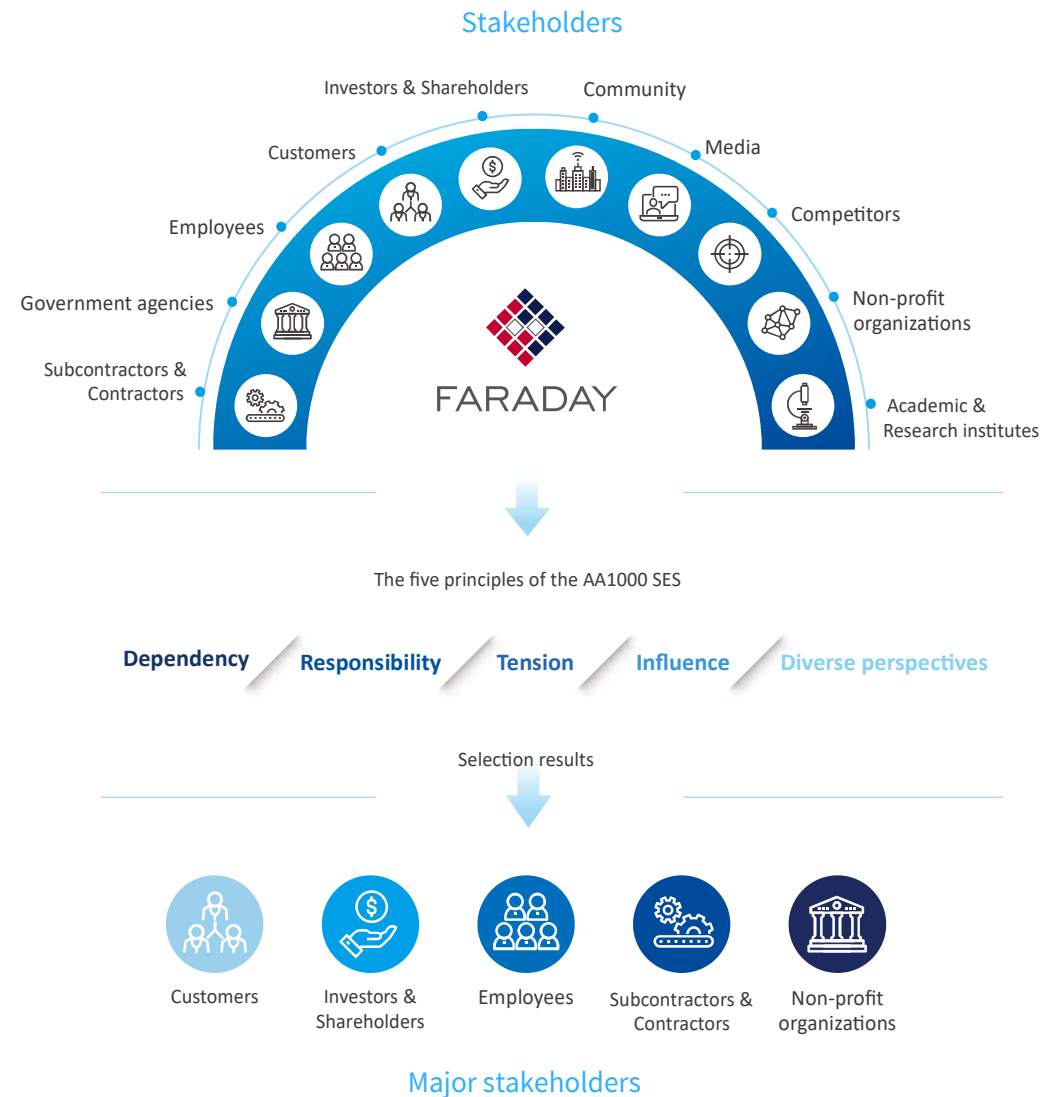 Stakeholders
Investors & Shareholders
Community
Customers
Media
Employees
Competitors
Government agencies
Non-profit
organizations
Subcontractors &
Contractors
Academic &
Research institutes
FARADAY
The five principles of the AA1000 SES
Dependency
Responsibility
Tension
Influence
Diverse perspectives
Selection results
Customers
Investors &
Shareholders
Employees
Subcontractors &
Contractors
Non-profit
organizations
Major stakeholders